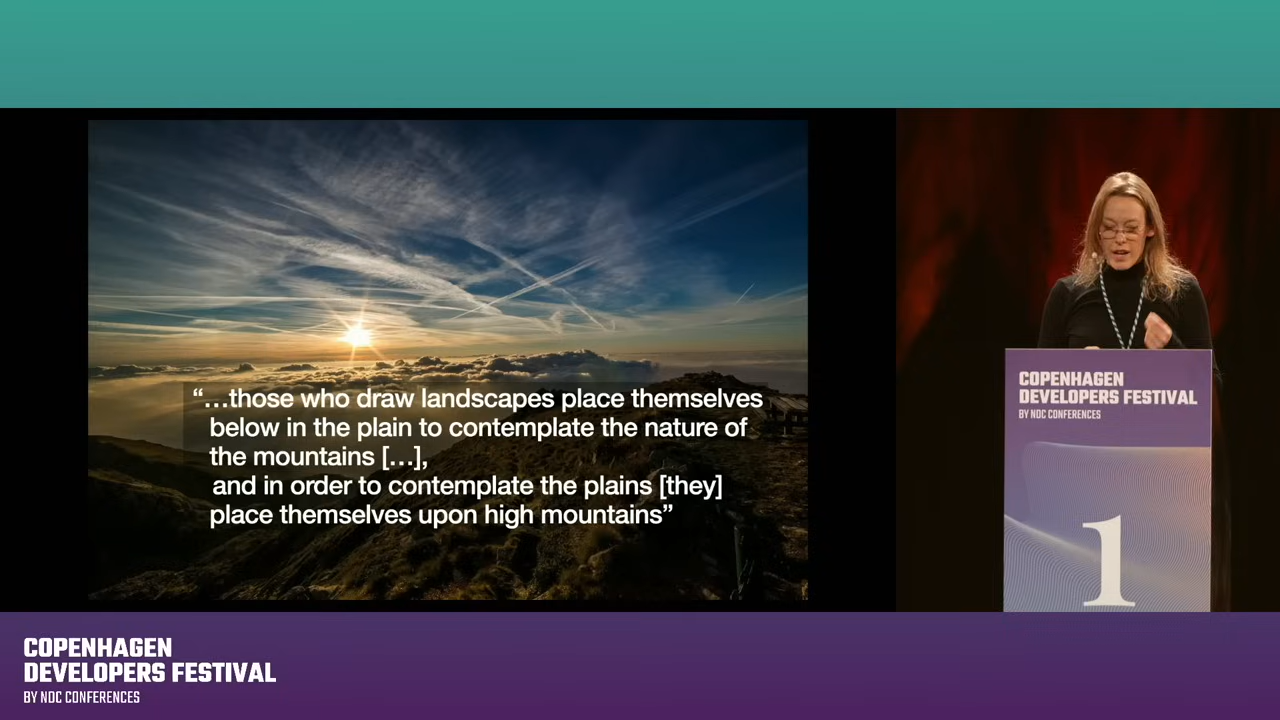 “…those who draw landscapes place themselves
below in the plain to contemplate the nature of
the mountains […],
and in order to contemplate the plains [they]
place themselves upon high mountains”
COPENHAGEN
DEVELOPERS FESTIVAL
BY NDC CONFERENCES
1
COPENHAGEN
DEVELOPERS FESTIVAL
BY NDC CONFERENCES